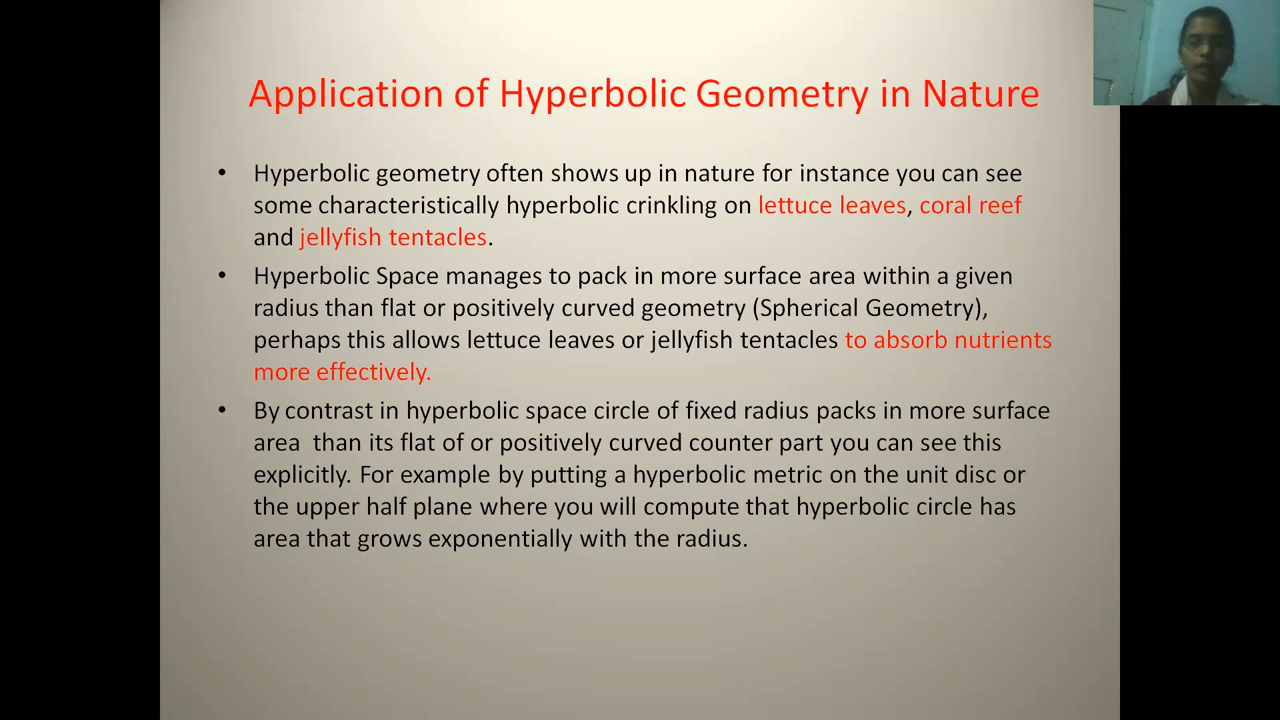 Application of Hyperbolic Geometry in Nature
• Hyperbolic geometry often shows up in nature for instance you can see
some characteristically hyperbolic crinkling on lettuce leaves, coral reef
and jellyfish tentacles.
• Hyperbolic Space manages to pack in more surface area within a given
radius than flat or positively curved geometry (Spherical Geometry),
perhaps this allows lettuce leaves or jellyfish tentacles to absorb nutrients
more effectively.
• By contrast in hyperbolic space circle of fixed radius packs in more surface
area than its flat of or positively curved counter part you can see this
explicitly. For example by putting a hyperbolic metric on the unit disc or
the upper half plane where you will compute that hyperbolic circle has
area that grows exponentially with the radius.